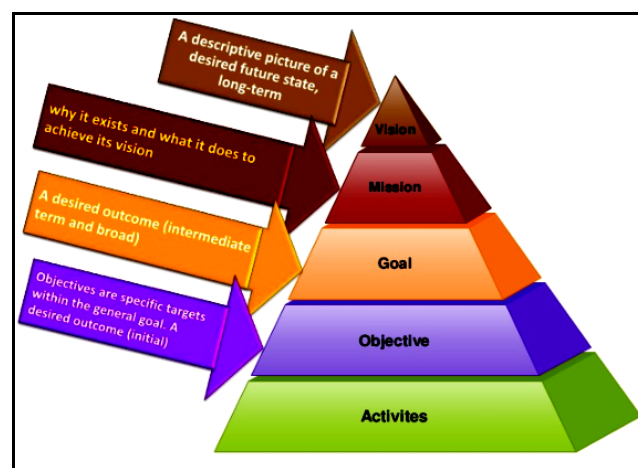 A descriptive picture of a
desired future state,
long-term
why it exists and what it does to
achieve its vision
A desired outcome (intermediate
term and broad)
Objectives are specific targets
within the general goal. A
desired outcome (initial)
Vision
Mission
Goal
Objective
Activites